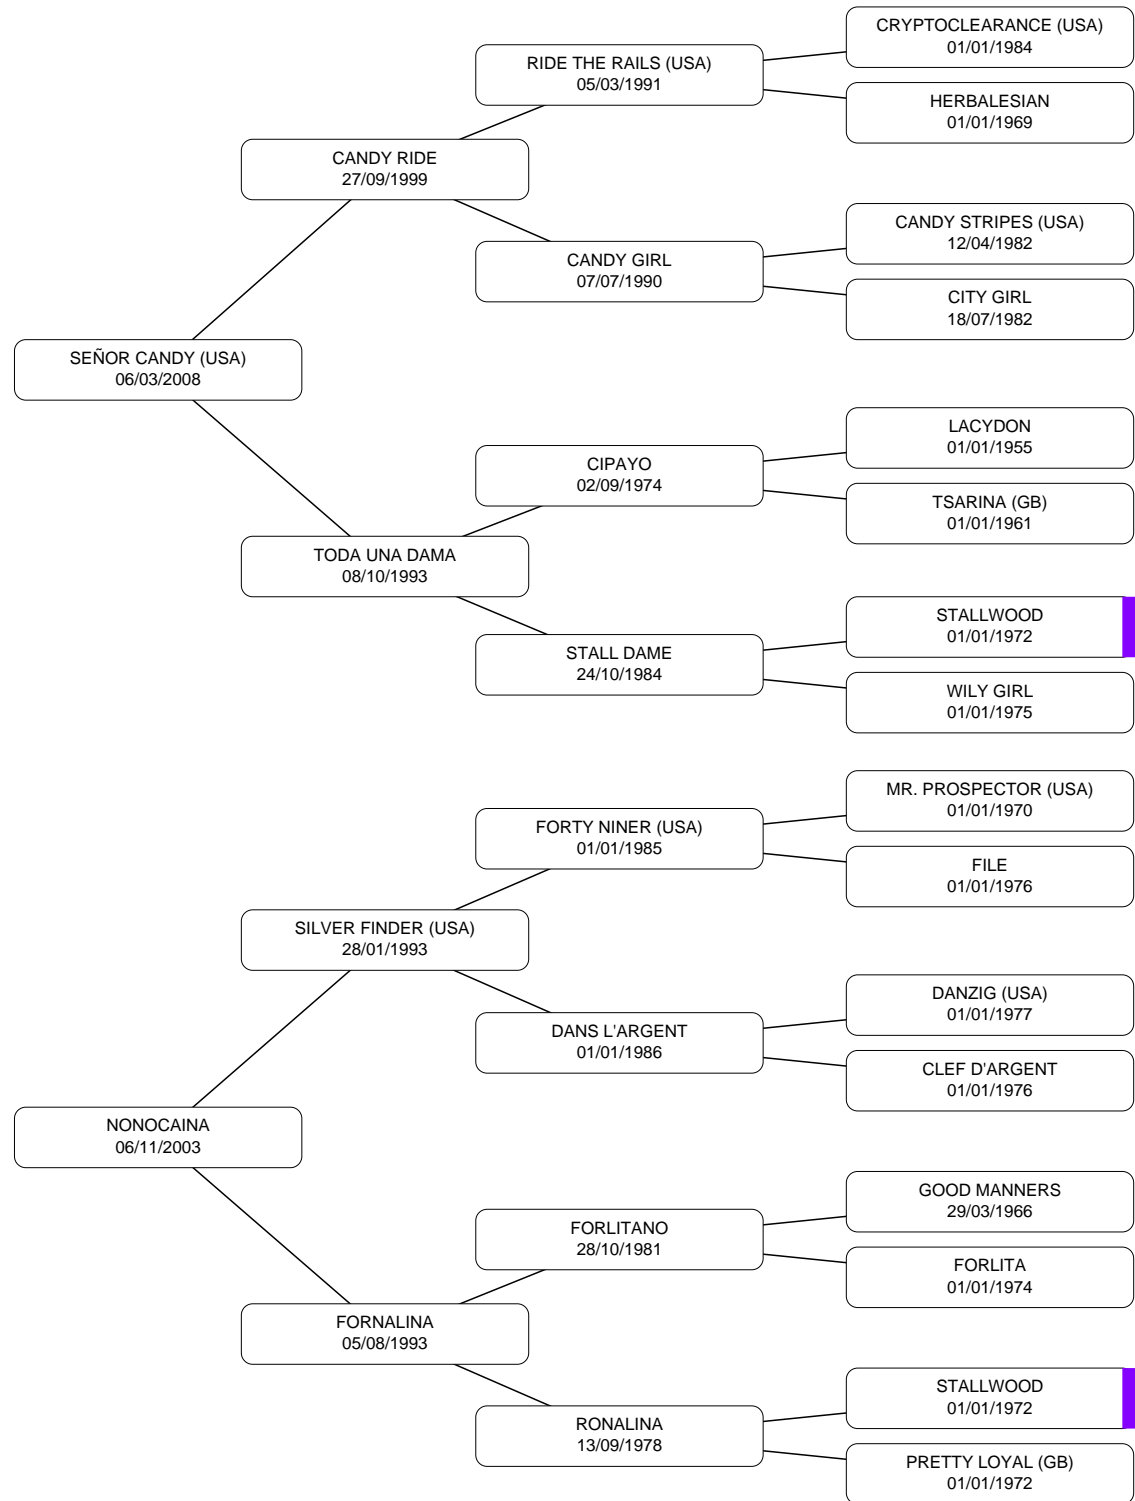 CRYPTOCLEARANCE (USA)
01/01/1984
RIDE THE RAILS (USA)
05/03/1991
HERBALESIAN
01/01/1969
CANDY RIDE
27/09/1999
CANDY STRIPES (USA)
12/04/1982
CANDY GIRL
07/07/1990
CITY GIRL
18/07/1982
SEÑOR CANDY (USA)
06/03/2008
LACYDON
01/01/1955
CIPAYO
02/09/1974
TSARINA (GB)
01/01/1961
TODA UNA DAMA
08/10/1993
STALLWOOD
01/01/1972
STALL DAME
24/10/1984
WILY GIRL
01/01/1975
MR. PROSPECTOR (USA)
01/01/1970
FORTY NINER (USA)
01/01/1985
FILE
01/01/1976
SILVER FINDER (USA)
28/01/1993
DANZIG (USA)
01/01/1977
DANS L'ARGENT
01/01/1986
CLEF D'ARGENT
01/01/1976
NONOCAINA
06/11/2003
GOOD MANNERS
29/03/1966
FORLITANO
28/10/1981
FORLITA
01/01/1974
FORNALINA
05/08/1993
STALLWOOD
01/01/1972
RONALINA
13/09/1978
PRETTY LOYAL (GB)
01/01/1972